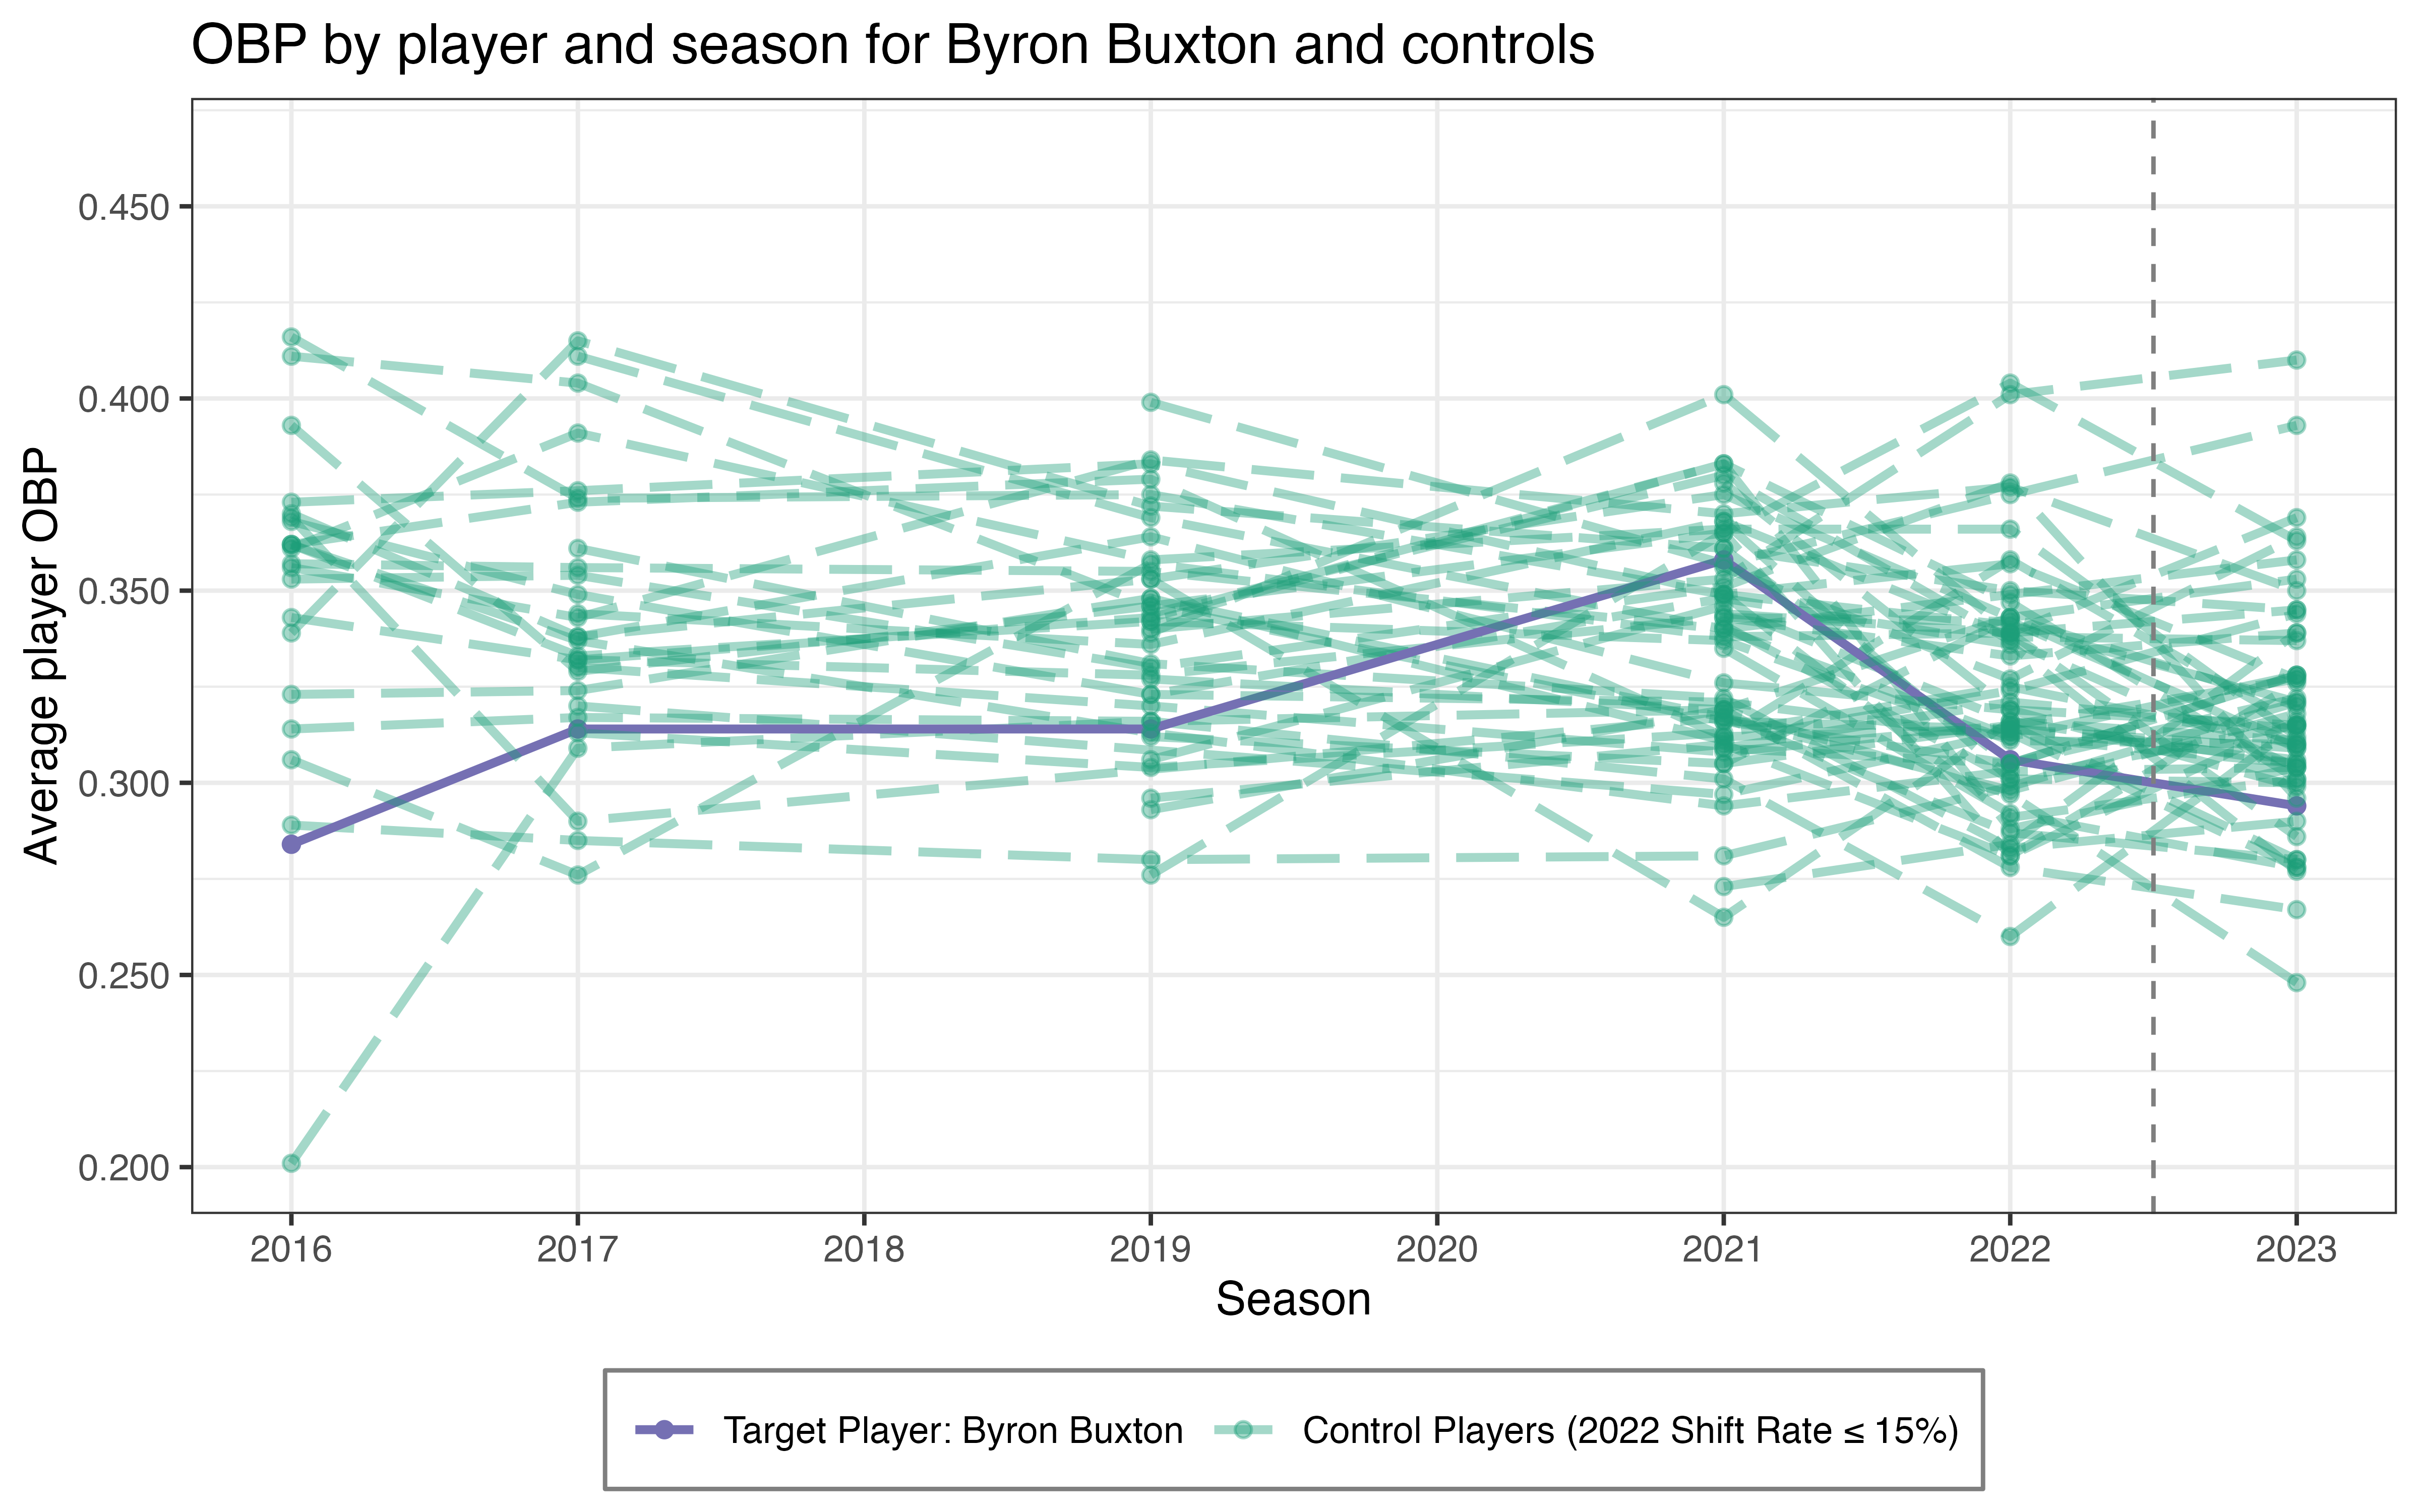 OBP by player and season for Byron Buxton and controls
Average player OBP
0.450
0.400
0.350
0.300
0.250
0.200
2016 2017 2018 2019 2020 2021 2022 2023
Season
Target Player: Byron Buxton Control Players (2022 Shift Rate ≤ 15%)